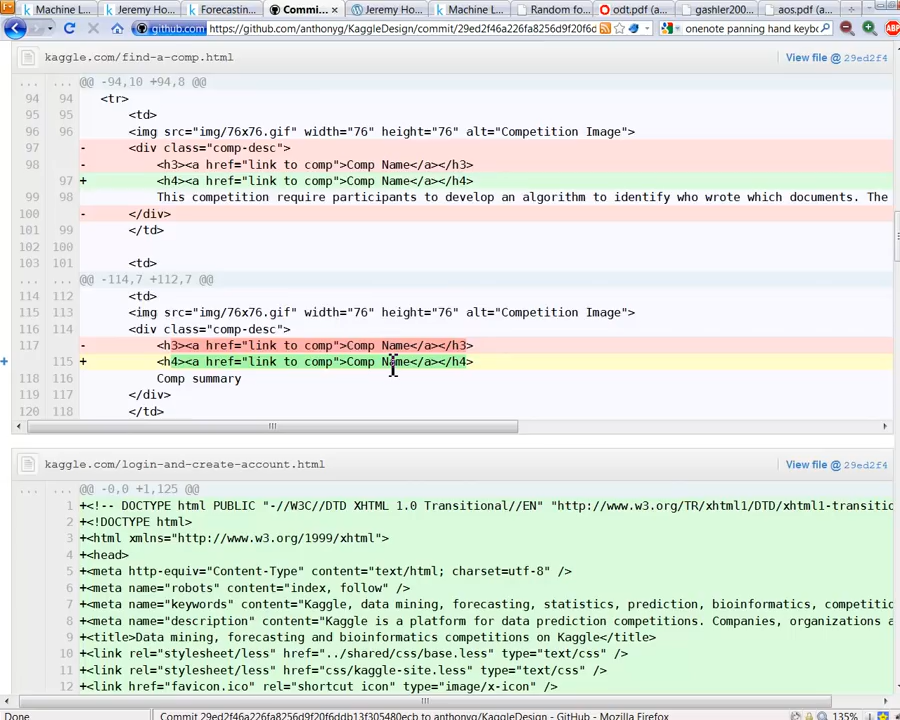 Machine L...
Jeremy Ho...
Forecastin...
Commi...
Jeremy Ho...
Machine L...
Random fo...
odt.pdf (a...
gashler200...
aos.pdf (a...
github.com
https://github.com/anthonyg/KaggleDesign/commit/29ed2f46a226fd6f
onenote panning hand keybo
ABP
kaggle.com/find-a-comp.html
View file @ 29ed2f4
... ... @@ -94,10 +94,8 @@
94 94 <tr>
95 95 <td>
96 96 <img src="img/76x76.gif" width="76" height="76" alt="Competition Image">
97 - <div class="comp-desc">
98 - <h3><a href="link to comp">Comp Name</a></h3>
97 + <h4><a href="link to comp">Comp Name</a></h4>
99 98 This competition require participants to develop an algorithm to identify who wrote which documents. The
100 - </div>
101 99 </td>
102 100
103 101 <td>
... ... @@ -114,7 +112,7 @@
114 112 <td>
115 113 <img src="img/76x76.gif" width="76" height="76" alt="Competition Image">
116 114 <div class="comp-desc">
117 - <h3><a href="link to comp">Comp Name</a></h3>
115 + <h4><a href="link to comp">Comp Name</a></h4>
118 116 Comp summary
119 117 </div>
120 118 </td>
kaggle.com/login-and-create-account.html
View file @ 29ed2f4
... ... @@ -0,0 +1,125 @@
1 +<!-- DOCTYPE html PUBLIC "-//W3C//DTD XHTML 1.0 Transitional//EN" "http://www.w3.org/TR/xhtml1/DTD/xhtml1-transitio
2 +<!DOCTYPE html>
3 +<html xmlns="http://www.w3.org/1999/xhtml">
4 +<head>
5 +<meta http-equiv="Content-Type" content="text/html; charset=utf-8" />
6 +<meta name="robots" content="index, follow" />
7 +<meta name="keywords" content="Kaggle, data mining, forecasting, statistics, prediction, bioinformatics, competitio
8 +<meta name="description" content="Kaggle is a platform for data prediction competitions. Companies, organizations a
9 +<title>Data mining, forecasting and bioinformatics competitions on Kaggle</title>
10 +<link rel="stylesheet/less" href="../shared/css/base.less" type="text/css" />
11 +<link rel="stylesheet/less" href="css/kaggle-site.less" type="text/css" />
12 +<link href="favicon.ico" rel="shortcut icon" type="image/x-icon" />
Done
Commit 29ed2f46a226fd6f6ddb13f305480ecb to anthonyg/KaggleDesign - GitHub - Mozilla Firefox
135%